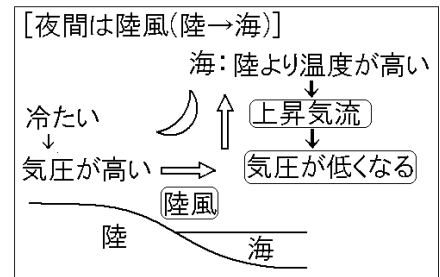 [夜間は陸風(陸→海)]
海：陸より温度が高い
↓
上昇気流
冷たい
↓
↓
気圧が高い⇨気圧が低くなる
陸風
陸
海